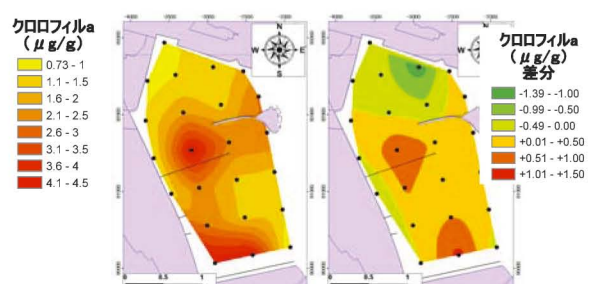 クロロフィルa
(μg/g)
0.73 - 1
1.1 - 1.5
1.6 - 2
2.1 - 2.5
2.6 - 3
3.1 - 3.5
3.6 - 4
4.1 - 4.5
N
W
E
S
0
0.5
1
N
W
E
S
0
0.5
1
クロロフィルa
(μg/g)
差分
-1.39 - -1.00
-0.99 - -0.50
-0.49 - 0.00
+0.01 - +0.50
+0.51 - +1.00
+1.01 - +1.50